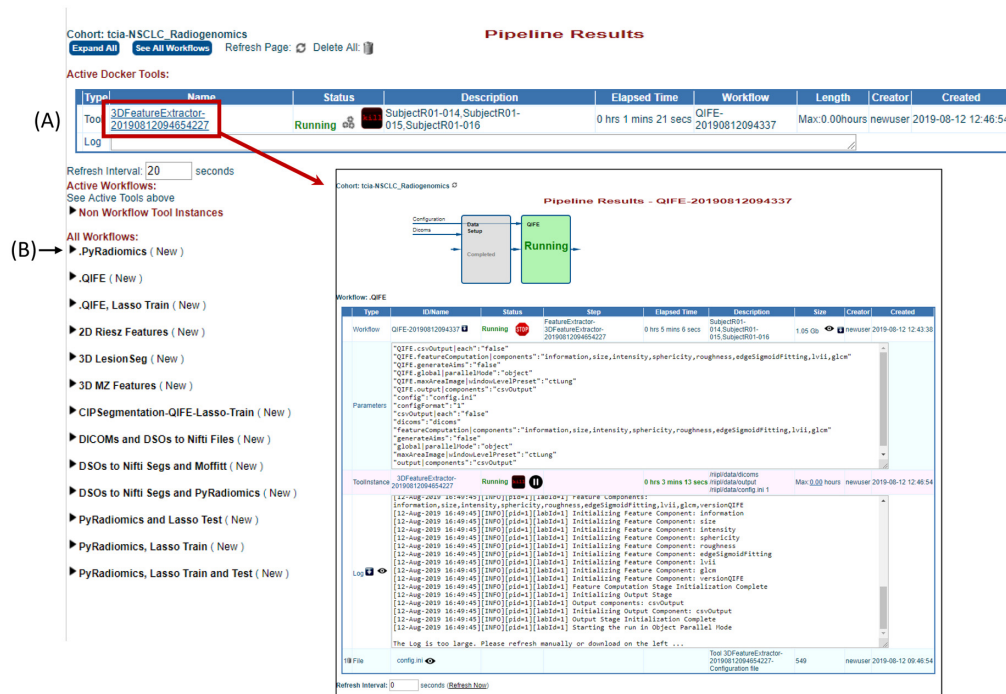 Cohort: tcia-NSCLC_Radiogenomics
Pipeline Results
Expand All See All Workflows Refresh Page: Delete All:
Active Docker Tools:
Type Name Status Description Elapsed Time Workflow Length Creator Created
(A)
Tool 3DFeatureExtractor-20190812094654227 Running kill SubjectR01-014,SubjectR01-015,SubjectR01-016 0 hrs 1 mins 21 secs QIFE-20190812094337 Max:0.00hours newuser 2019-08-12 12:46:54
Log
Refresh Interval: 20 seconds
Active Workflows:
See Active Tools above
Non Workflow Tool Instances
All Workflows:
(B)
.PyRadiomics ( New )
.QIFE ( New )
.QIFE, Lasso Train ( New )
2D Riesz Features ( New )
3D LesionSeg ( New )
3D MZ Features ( New )
CIPSegmentation-QIFE-Lasso-Train ( New )
DICOMs and DSOs to Nifti Files ( New )
DSOs to Nifti Segs and Moffitt ( New )
DSOs to Nifti Segs and PyRadiomics ( New )
PyRadiomics and Lasso Test ( New )
PyRadiomics, Lasso Train ( New )
PyRadiomics, Lasso Train and Test ( New )
Cohort: tcia-NSCLC_Radiogenomics
Pipeline Results - QIFE-20190812094337
Configuration
Dicoms
Data Setup
Completed
QIFE
Running
Workflow: .QIFE
Type ID/Name Status Step Elapsed Time Description Size Creator Created
Workflow QIFE-20190812094337 Running STOP FeatureExtractor-3DFeatureExtractor-20190812094654227 0 hrs 5 mins 6 secs SubjectR01-014,SubjectR01-015,SubjectR01-016 1.05 Gb newuser 2019-08-12 12:43:38
Parameters
"QIFE.csvOutput|each":"false"
"QIFE.featureComputation|components":"information,size,intensity,sphericity,roughness,edgeSigmoidFitting,lvii,glcm"
"QIFE.generateAims":"false"
"QIFE.global|parallelMode":"object"
"QIFE.maxAreaImage|windowLevelPreset":"ctLung"
"QIFE.output|components":"csvOutput"
"config":"config.ini"
"configFormat":"1"
"csvOutput|each":"false"
"dicoms":"dicoms"
"featureComputation|components":"information,size,intensity,sphericity,roughness,edgeSigmoidFitting,lvii,glcm"
"generateAims":"false"
"global|parallelMode":"object"
"maxAreaImage|windowLevelPreset":"ctLung"
"output|components":"csvOutput"
ToolInstance 3DFeatureExtractor-20190812094654227 Running 0 hrs 3 mins 13 secs /riipl/data/dicoms /riipl/data/output /riipl/data/config.ini 1 Max:0.00 hours newuser 2019-08-12 12:46:54
Log
[12-Aug-2019 16:49:45][INFO][pid=1][labId=1] Feature Components:
information,size,intensity,sphericity,roughness,edgeSigmoidFitting,lvii,glcm,versionQIFE
[12-Aug-2019 16:49:45][INFO][pid=1][labId=1] Initializing Feature Component: information
[12-Aug-2019 16:49:45][INFO][pid=1][labId=1] Initializing Feature Component: size
[12-Aug-2019 16:49:45][INFO][pid=1][labId=1] Initializing Feature Component: intensity
[12-Aug-2019 16:49:45][INFO][pid=1][labId=1] Initializing Feature Component: sphericity
[12-Aug-2019 16:49:45][INFO][pid=1][labId=1] Initializing Feature Component: roughness
[12-Aug-2019 16:49:45][INFO][pid=1][labId=1] Initializing Feature Component: edgeSigmoidFitting
[12-Aug-2019 16:49:45][INFO][pid=1][labId=1] Initializing Feature Component: lvii
[12-Aug-2019 16:49:45][INFO][pid=1][labId=1] Initializing Feature Component: glcm
[12-Aug-2019 16:49:45][INFO][pid=1][labId=1] Initializing Feature Component: versionQIFE
[12-Aug-2019 16:49:45][INFO][pid=1][labId=1] Feature Computation Stage Initialization Complete
[12-Aug-2019 16:49:45][INFO][pid=1][labId=1] Initializing Output Stage
[12-Aug-2019 16:49:45][INFO][pid=1][labId=1] Output components: csvOutput
[12-Aug-2019 16:49:45][INFO][pid=1][labId=1] Initializing Output Component: csvOutput
[12-Aug-2019 16:49:45][INFO][pid=1][labId=1] Output Stage Initialization Complete
[12-Aug-2019 16:49:45][INFO][pid=1][labId=1] Starting the run in Object Parallel Mode
The Log is too large. Please refresh manually or download on the left ...
File config.ini Tool 3DFeatureExtractor-20190812094654227-Configuration file 549 newuser 2019-08-12 09:46:54
Refresh Interval: 0 seconds (Refresh Now)